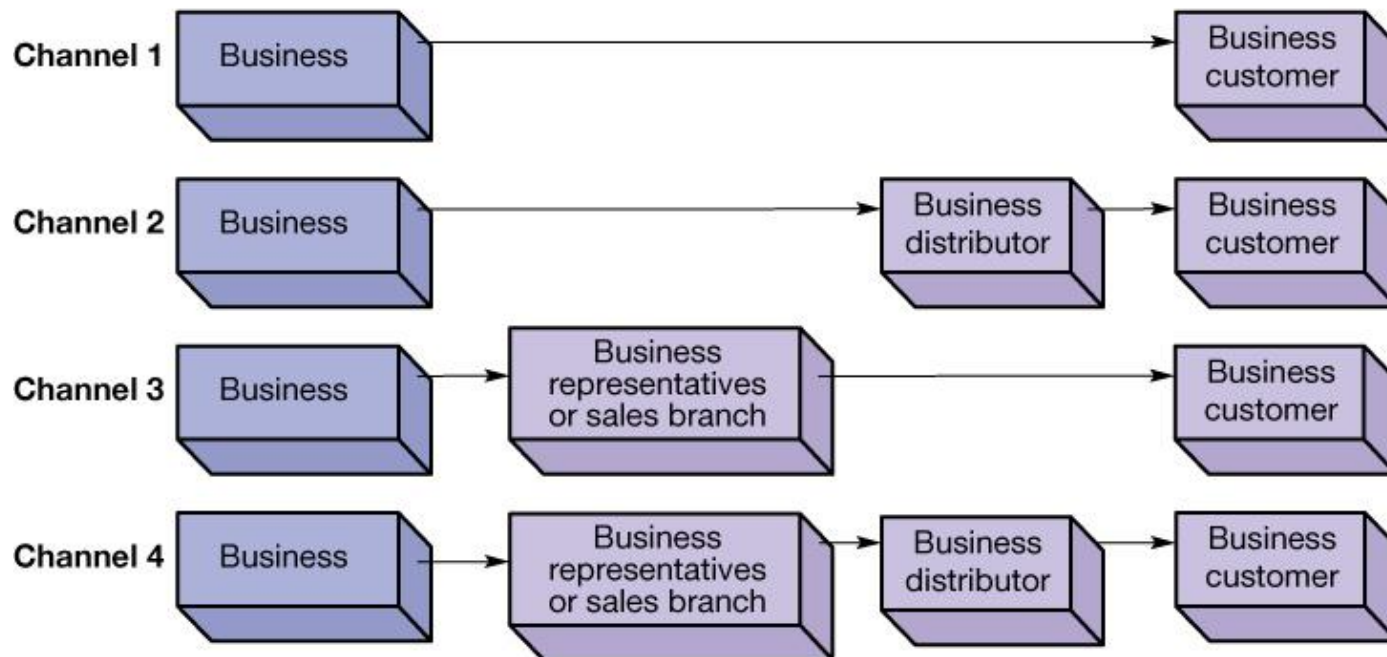 Channel 1
Business
Business
customer
Channel 2
Business
Business
distributor
Business
customer
Channel 3
Business
Business
representatives
or sales branch
Business
customer
Channel 4
Business
Business
representatives
or sales branch
Business
distributor
Business
customer